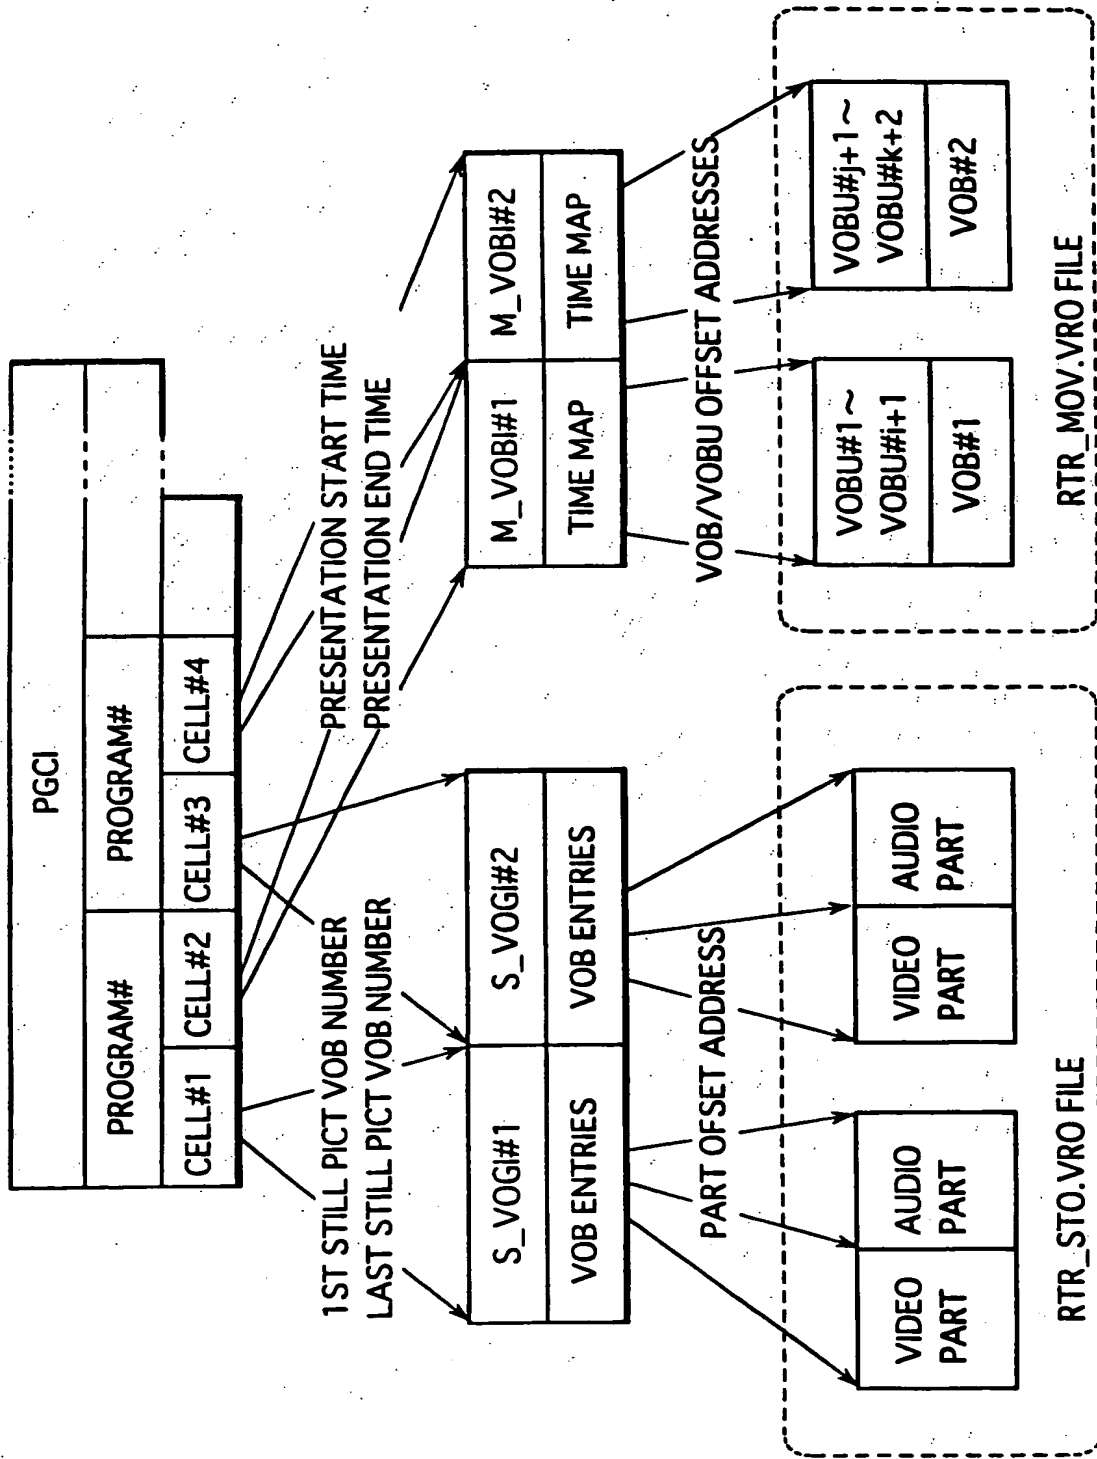 PGCI
PROGRAM#
PROGRAM#
CELL#1
CELL#2
CELL#3
CELL#4
1ST STILL PICT VOB NUMBER
LAST STILL PICT VOB NUMBER
PRESENTATION START TIME
PRESENTATION END TIME
S_VOGI#1
S_VOGI#2
VOB ENTRIES
VOB ENTRIES
M_VOBI#1
M_VOBI#2
TIME MAP
TIME MAP
PART OFFSET ADDRESS
VOB/VOBU OFFSET ADDRESSES
VIDEO
PART
AUDIO
PART
VIDEO
PART
AUDIO
PART
VOBU#1~
VOBU#i+1
VOB#1
VOBU#j+1~
VOBU#k+2
VOB#2
RTR_STO.VRO FILE
RTR_MOV.VRO FILE